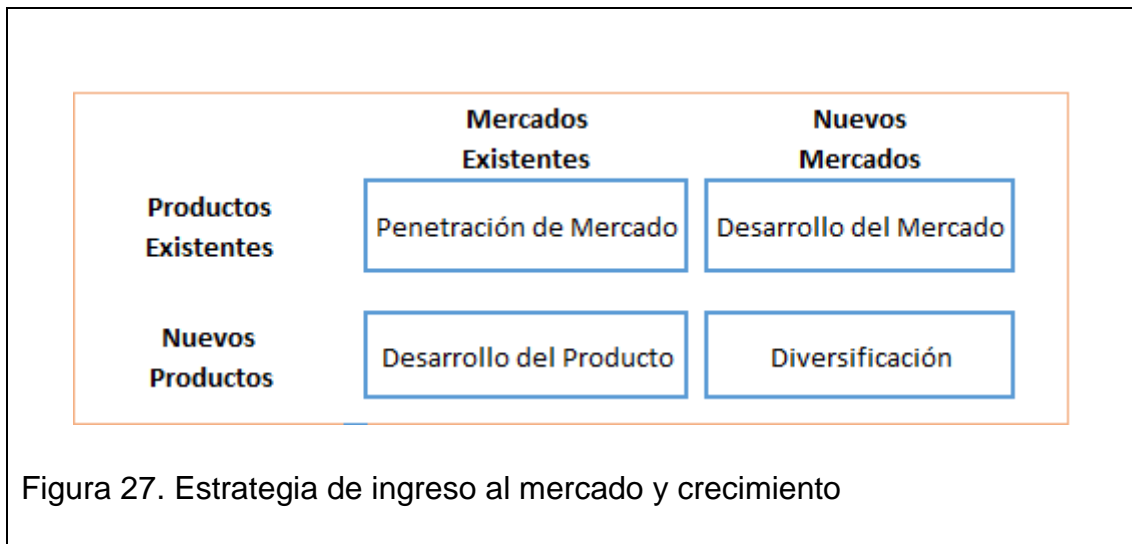 Mercados Nuevos
Existentes Mercados
Productos
Existentes
Penetración de Mercado Desarrollo del Mercado
Nuevos
Productos
Desarrollo del Producto Diversificación
Figura 27. Estrategia de ingreso al mercado y crecimiento